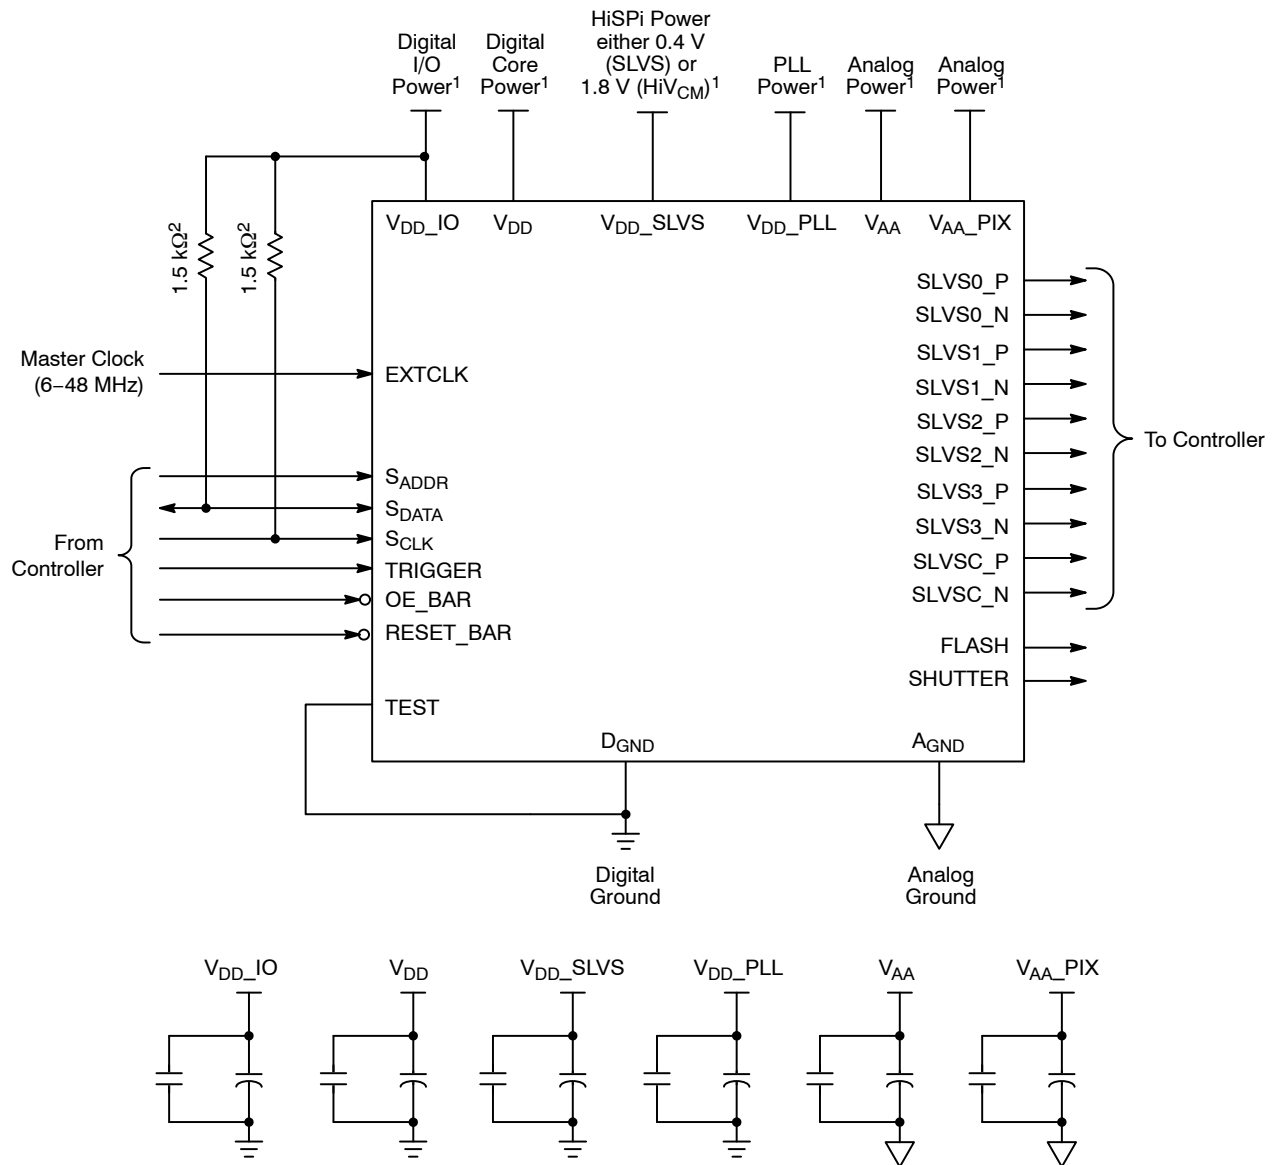 Digital
I/O
Power1
Digital
Core
Power1
HiSPi Power
either 0.4 V
(SLVS) or
1.8 V (HiVCM)1
PLL
Power1
Analog
Power1
Analog
Power1
VDD_IO
VDD
VDD_SLVS
VDD_PLL
VAA
VAA_PIX
1.5 kΩ2
1.5 kΩ2
Master Clock
(6–48 MHz)
EXTCLK
From
Controller
SADDR
SDATA
SCLK
TRIGGER
OE_BAR
RESET_BAR
TEST
SLVS0_P
SLVS0_N
SLVS1_P
SLVS1_N
SLVS2_P
SLVS2_N
SLVS3_P
SLVS3_N
SLVSC_P
SLVSC_N
To Controller
FLASH
SHUTTER
DGND
AGND
Digital
Ground
Analog
Ground
VDD_IO
VDD
VDD_SLVS
VDD_PLL
VAA
VAA_PIX